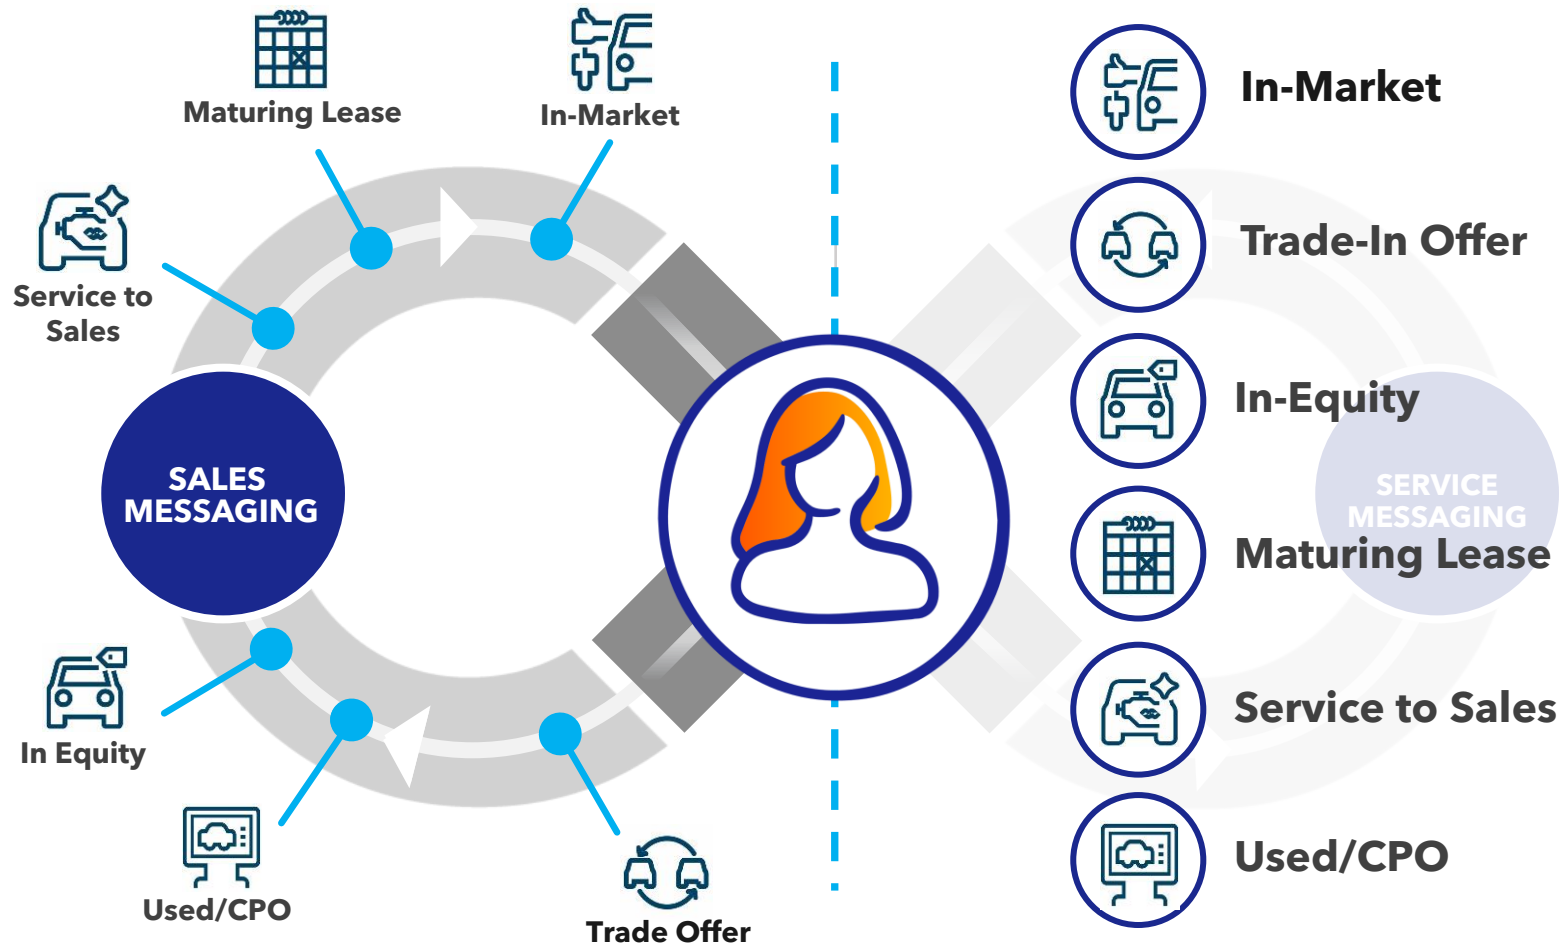 Maturing Lease
In-Market
Service to
Sales
SALES
MESSAGING
In Equity
Used/CPO
Trade Offer
In-Market
Trade-In Offer
In-Equity
SERVICE
MESSAGING
Maturing Lease
Service to Sales
Used/CPO